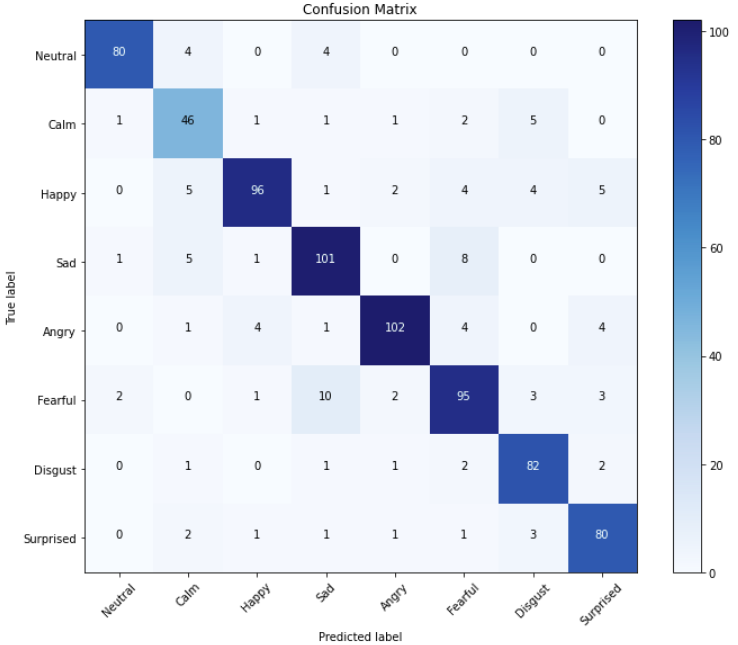 Confusion Matrix
True label
Neutral 80 4 0 4 0 0 0 0
Calm 1 46 1 1 1 2 5 0
Happy 0 5 96 1 2 4 4 5
Sad 1 5 1 101 0 8 0 0
Angry 0 1 4 1 102 4 0 4
Fearful 2 0 1 10 2 95 3 3
Disgust 0 1 0 1 1 2 82 2
Surprised 0 2 1 1 1 1 3 80
Neutral Calm Happy Sad Angry Fearful Disgust Surprised
Predicted label
100
80
60
40
20
0